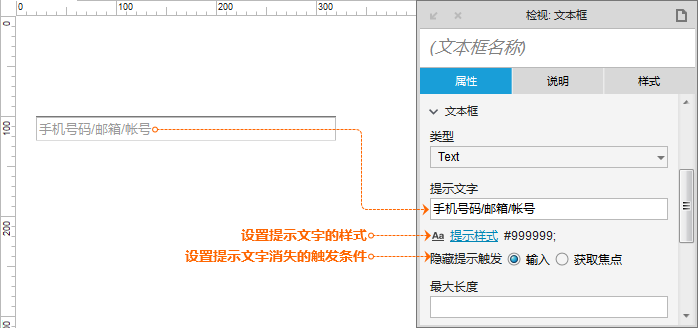 0 100 200 300
0
100
200
检视: 文本框
(文本框名称)
属性 说明 样式
文本框
类型
Text
提示文字
手机号码/邮箱/帐号
手机号码/邮箱/帐号
设置提示文字的样式
Aa 提示样式 #999999;
设置提示文字消失的触发条件
隐藏提示触发 输入 获取焦点
最大长度